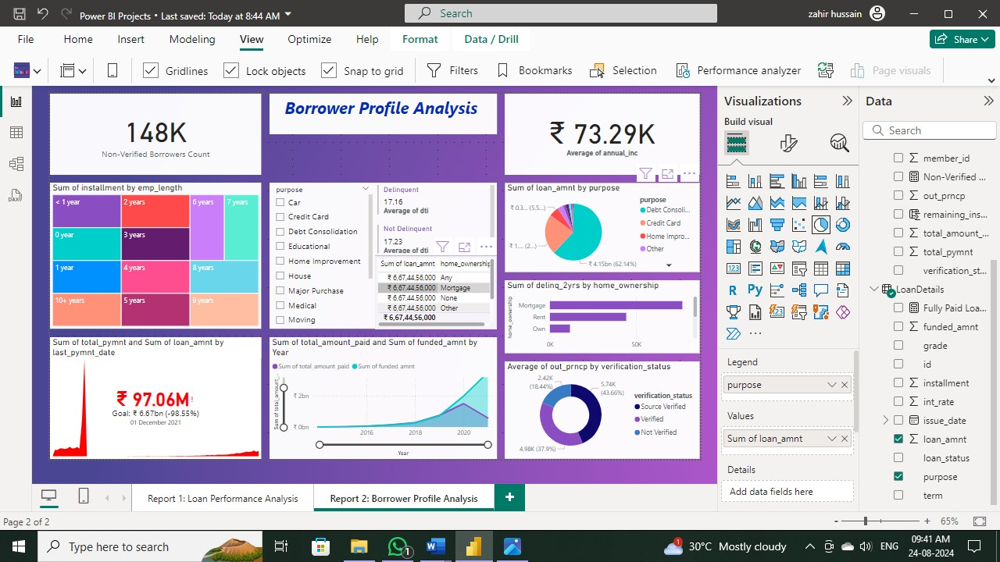 Power BI Projects • Last saved: Today at 8:44 AM
Search
zahir hussain
File
Home
Insert
Modeling
View
Optimize
Help
Format
Data / Drill
Share
Gridlines
Lock objects
Snap to grid
Filters
Bookmarks
Selection
Performance analyzer
Page visuals
148K
Non-Verified Borrowers Count
Borrower Profile Analysis
₹ 73.29K
Average of annual_inc
Sum of installment by emp_length
< 1 year
2 years
6 years
7 years
0 year
3 years
1 year
4 years
8 years
10+ years
5 years
9 years
purpose
Car
Credit Card
Debt Consolidation
Educational
Home Improvement
House
Major Purchase
Medical
Moving
Delinquent
17.16
Average of dti
Not Delinquent
17.23
Average of dti
Sum of loan_amnt home_ownership
₹ 6,67,44,56,000 Any
₹ 6,67,44,56,000 Mortgage
₹ 6,67,44,56,000 None
₹ 6,67,44,56,000 Other
₹ 6,67,44,56,000
Sum of loan_amnt by purpose
₹ 0.3... (5.5...)
₹ 1.... (2...)
₹ 4.15bn (62.14%)
purpose
Debt Consoli...
Credit Card
Home Impro...
Other
Sum of delinq_2yrs by home_ownership
home_ownership
Mortgage
Rent
Own
0K
50K
Sum of total_pymnt and Sum of loan_amnt by
last_pymnt_date
₹ 97.06M!
Goal: ₹ 6.67bn (-98.55%)
01 December 2021
Sum of total_amount_paid and Sum of funded_amnt by
Year
Sum of total_amount_paid
Sum of funded_amnt
Sum of total_amount_...
₹ 2bn
₹ 0bn
2016
2018
2020
Year
Average of out_prncp by verification_status
2.42K
(18.44%)
5.74K
(43.66%)
4.98K (37.9%)
verification_status
Source Verified
Verified
Not Verified
Visualizations
Build visual
R
Py
123
DAX
Legend
purpose
Values
Sum of loan_amnt
Details
Add data fields here
Data
Search
member_id
Non-Verified ...
out_prncp
remaining_ins...
total_amount_...
total_pymnt
verification_st...
LoanDetails
Fully Paid Loa...
funded_amnt
grade
id
installment
int_rate
issue_date
loan_amnt
loan_status
purpose
term
Report 1: Loan Performance Analysis
Report 2: Borrower Profile Analysis
Page 2 of 2
65%
Type here to search
1
1
30°C Mostly cloudy
ENG
09:41 AM
24-08-2024